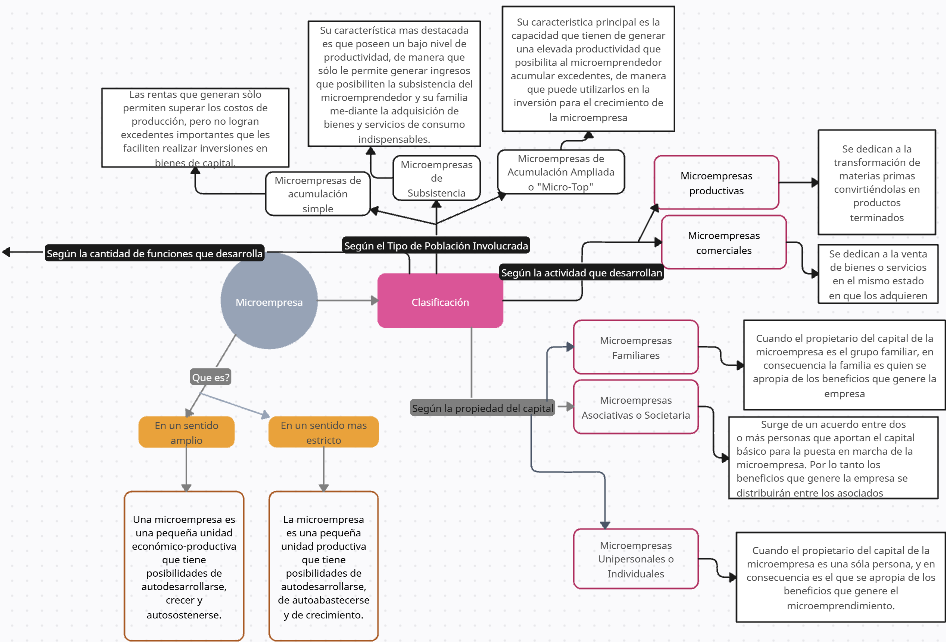 Su característica mas destacada
es que poseen un bajo nivel de
productividad, de manera que
sólo le permite generar ingresos
que posibiliten la subsistencia del
microemprendedor y su familia
me-diante la adquisición de
bienes y servicios de consumo
indispensables.
Su caracteristica principal es la
capacidad que tienen de generar
una elevada productividad que
posibilita al microemprendedor
acumular excedentes, de manera
que puede utilizarlos en la
inversión para el crecimiento de
la microempresa
Las rentas que generan sólo
permiten superar los costos de
producción, pero no logran
excedentes importantes que les
faciliten realizar inversiones en
bienes de capital.
Microempresas de
acumulación
simple
Microempresas
de
Subsistencia
Microempresas de
Acumulación Ampliada
o "Micro-Top"
Microempresas
productivas
Se dedican a la
transformación de
materias primas
convirtiéndolas en
productos
terminados
Microempresas
comerciales
Se dedican a la venta
de bienes o servicios
en el mismo estado
en que los adquieren
Según la cantidad de funciones que desarrolla
Según el Tipo de Población Involucrada
Según la actividad que desarrollan
Microempresa
Clasificación
Que es?
En un sentido
amplio
En un sentido mas
estricto
Una microempresa es
una pequeña unidad
económico-productiva
que tiene
posibilidades de
autodesarrollarse,
crecer y
autosostenerse.
La microempresa
es una pequeña
unidad productiva
que tiene
posibilidades de
autodesarrollarse,
de autoabastecerse
y de crecimiento.
Según la propiedad del capital
Microempresas
Familiares
Cuando el propietario del capital de la
microempresa es el grupo familiar, en
consecuencia la familia es quien se
apropia de los beneficios que genere la
empresa
Microempresas
Asociativas o Societaria
Surge de un acuerdo entre dos
o más personas que aportan el capital
básico para la puesta en marcha de la
microempresa. Por lo tanto los
beneficios que genere la empresa se
distribuirán entre los asociados
Microempresas
Unipersonales o
Individuales
Cuando el propietario del capital de la
microempresa es una sóla persona, y en
consecuencia es el que se apropia de los
beneficios que genere el
microemprendimiento.